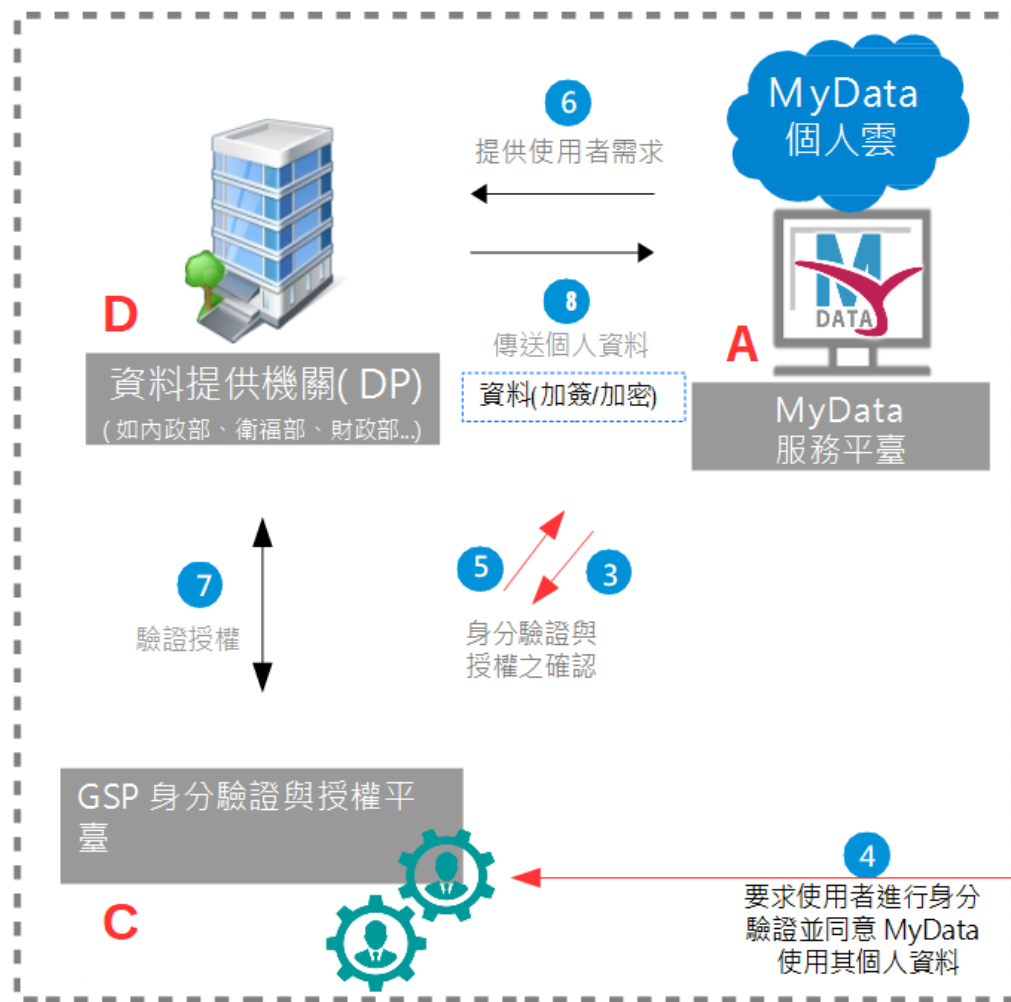 MyData
個人雲
6
提供使用者需求
M
DATA
8
傳送個人資料
資料(加簽/加密)
D
A
資料提供機關( DP)
( 如內政部、衛福部、財政部...)
MyData
服務平臺
7
驗證授權
5
3
身分驗證與
授權之確認
GSP 身分驗證與授權平
臺
C
4
要求使用者進行身分
驗證並同意 MyData
使用其個人資料